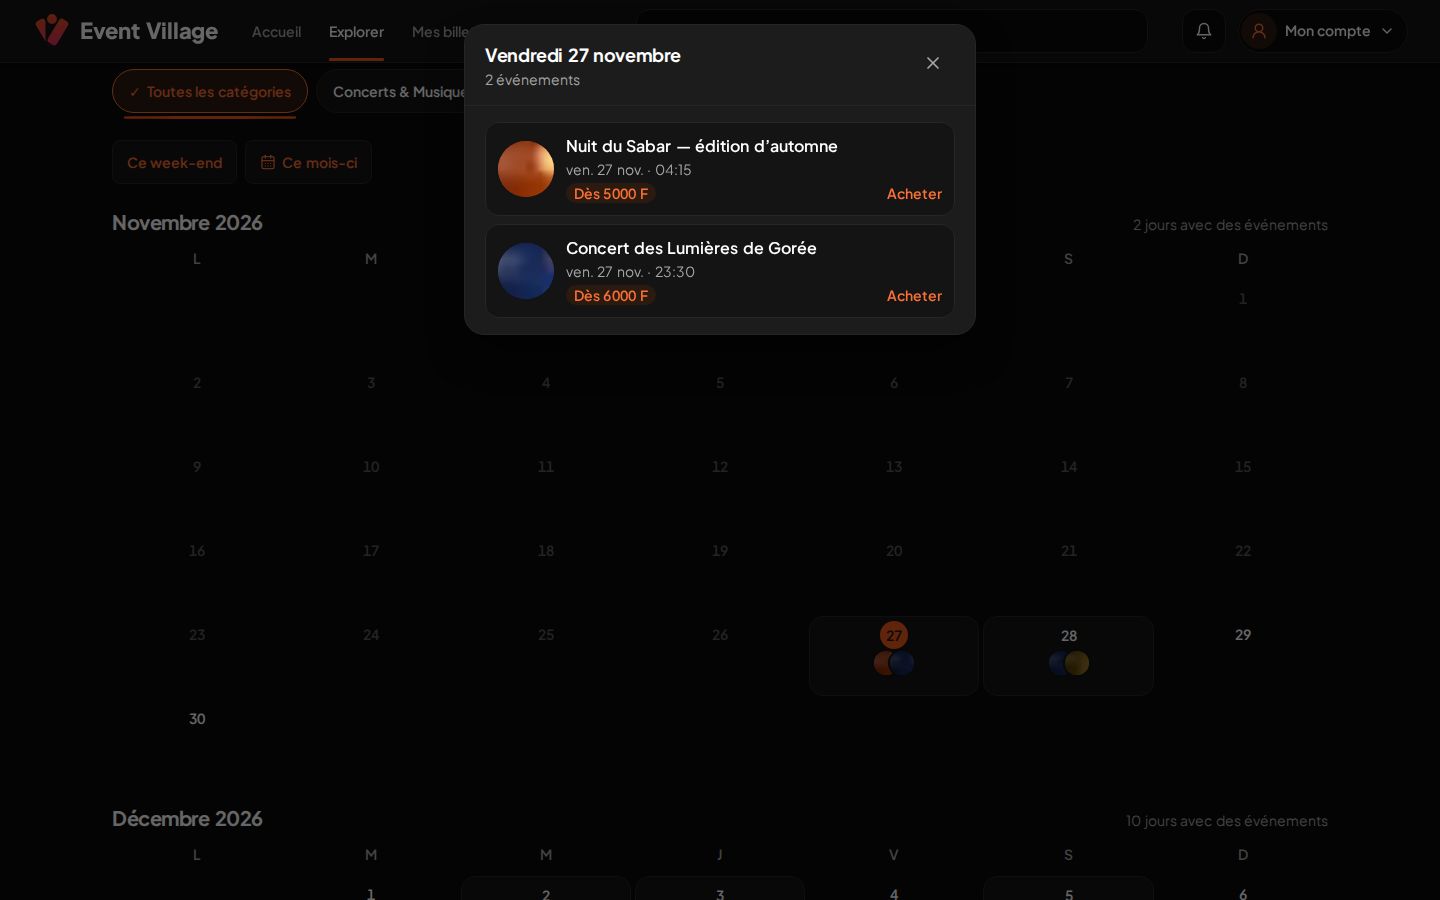 Event Village
Accueil
Explorer
Mes bille
Mon compte
Vendredi 27 novembre
2 événements
✓ Toutes les catégories
Concerts & Musique
Nuit du Sabar — édition d’automne
ven. 27 nov. · 04:15
Dès 5000 F
Acheter
Concert des Lumières de Gorée
ven. 27 nov. · 23:30
Dès 6000 F
Acheter
Ce week-end
Ce mois-ci
Novembre 2026
2 jours avec des événements
L M S D
1
2 3 4 5 6 7 8
9 10 11 12 13 14 15
16 17 18 19 20 21 22
23 24 25 26 27 28 29
30
Décembre 2026
10 jours avec des événements
L M M J V S D
1 2 3 4 5 6